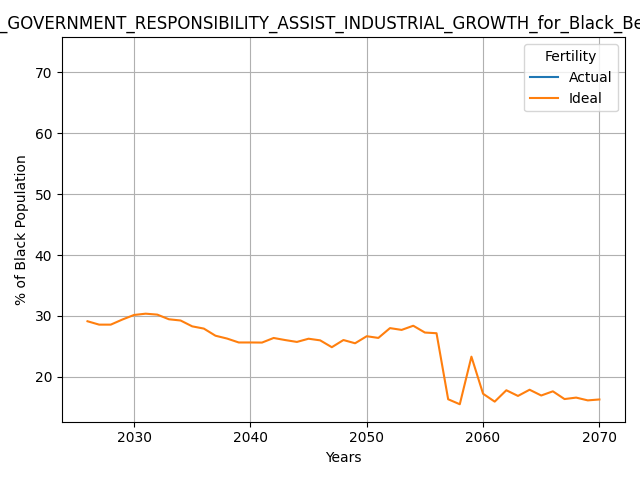 _GOVERNMENT_RESPONSIBILITY_ASSIST_INDUSTRIAL_GROWTH_for_Black_Be
Fertility
Actual
Ideal
70
60
50
40
30
20
% of Black Population
2030 2040 2050 2060 2070
Years